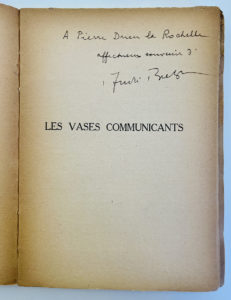 A Pierre Drieu la Rochelle
affectueux souvenir d'
André Breton
LES VASES COMMUNICANTS